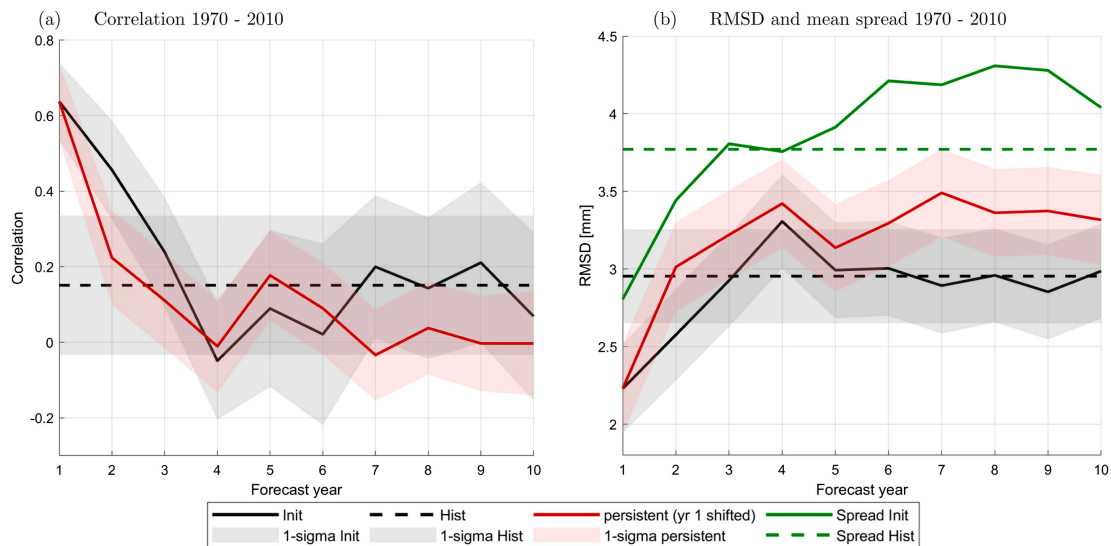 (a) Correlation 1970 - 2010
0.8
0.6
0.4
0.2
0
-0.2
Correlation
1 2 3 4 5 6 7 8 9 10
Forecast year
(b) RMSD and mean spread 1970 - 2010
4.5
4
3.5
3
2.5
2
RMSD [mm]
1 2 3 4 5 6 7 8 9 10
Forecast year
Init Hist persistent (yr 1 shifted) Spread Init
1-sigma Init 1-sigma Hist 1-sigma persistent Spread Hist